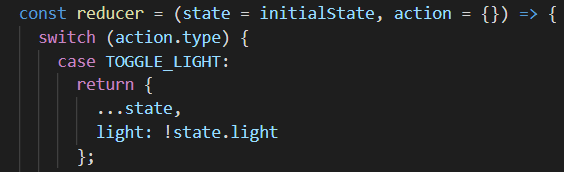 const reducer = (state = initialState, action = {}) => {
  switch (action.type) {
    case TOGGLE_LIGHT:
      return {
        ...state,
        light: !state.light
      };